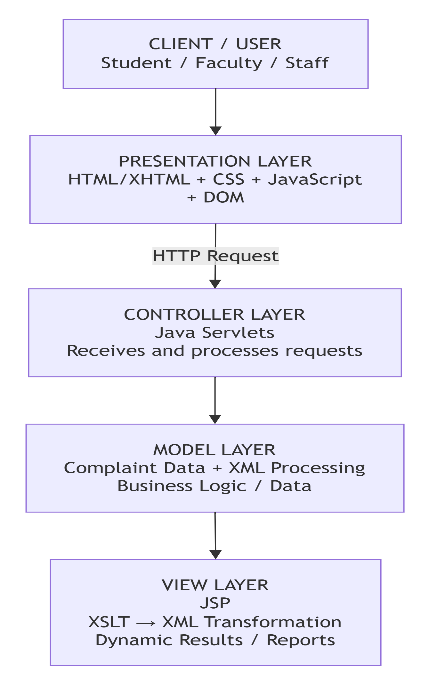 CLIENT / USER
Student / Faculty / Staff
PRESENTATION LAYER
HTML/XHTML + CSS + JavaScript
+ DOM
HTTP Request
CONTROLLER LAYER
Java Servlets
Receives and processes requests
MODEL LAYER
Complaint Data + XML Processing
Business Logic / Data
VIEW LAYER
JSP
XSLT → XML Transformation
Dynamic Results / Reports